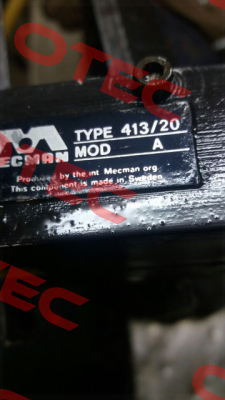 OTEC
TYPE 413/20
MECMAN MOD A
Produced by the int Mecman org.
This component is made in Sweden
OTEC
OTEC
OTEC